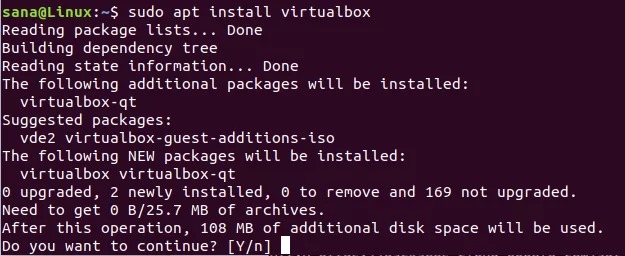 sana@Linux:~$ sudo apt install virtualbox
Reading package lists... Done
Building dependency tree
Reading state information... Done
The following additional packages will be installed:
  virtualbox-qt
Suggested packages:
  vde2 virtualbox-guest-additions-iso
The following NEW packages will be installed:
  virtualbox virtualbox-qt
0 upgraded, 2 newly installed, 0 to remove and 169 not upgraded.
Need to get 0 B/25.7 MB of archives.
After this operation, 108 MB of additional disk space will be used.
Do you want to continue? [Y/n]